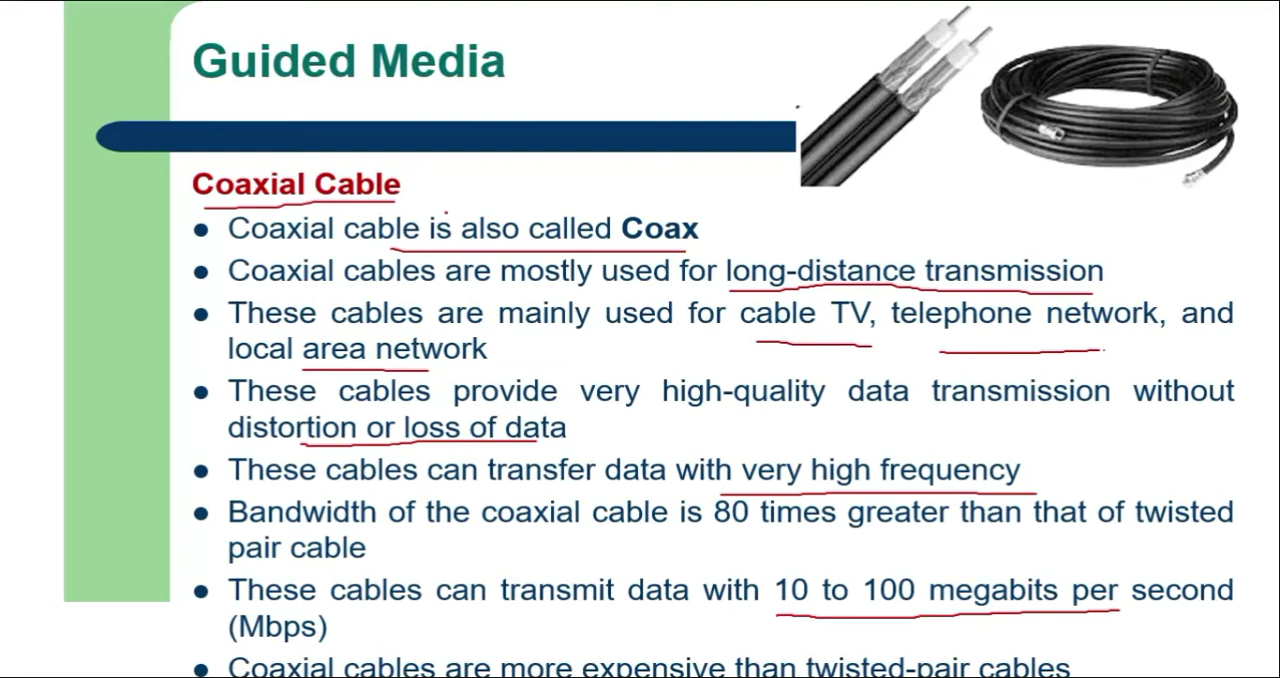 Guided Media
Coaxial Cable
● Coaxial cable is also called Coax
● Coaxial cables are mostly used for long-distance transmission
● These cables are mainly used for cable TV, telephone network, and
local area network
● These cables provide very high-quality data transmission without
distortion or loss of data
● These cables can transfer data with very high frequency
● Bandwidth of the coaxial cable is 80 times greater than that of twisted
pair cable
● These cables can transmit data with 10 to 100 megabits per second
(Mbps)
● Coaxial cables are more expensive than twisted-pair cables